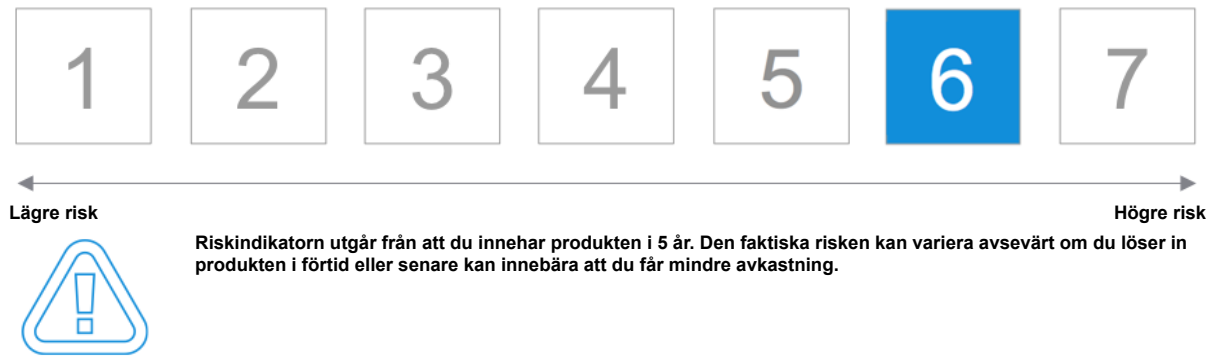 1 2 3 4 5 6 7
Lägre risk Högre risk
Riskindikatorn utgår från att du innehar produkten i 5 år. Den faktiska risken kan variera avsevärt om du löser in
produkten i förtid eller senare kan innebära att du får mindre avkastning.